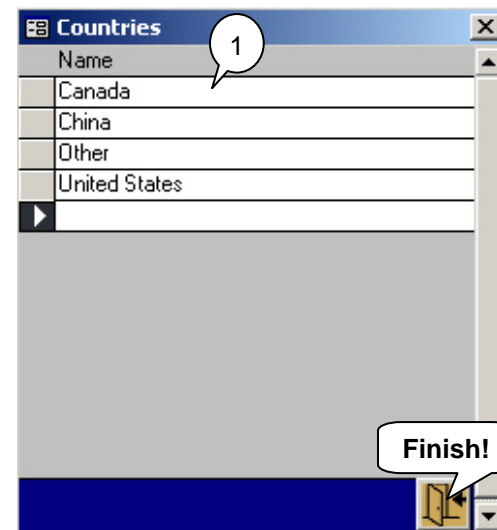 Countries
1
Name
Canada
China
Other
United States
Finish!